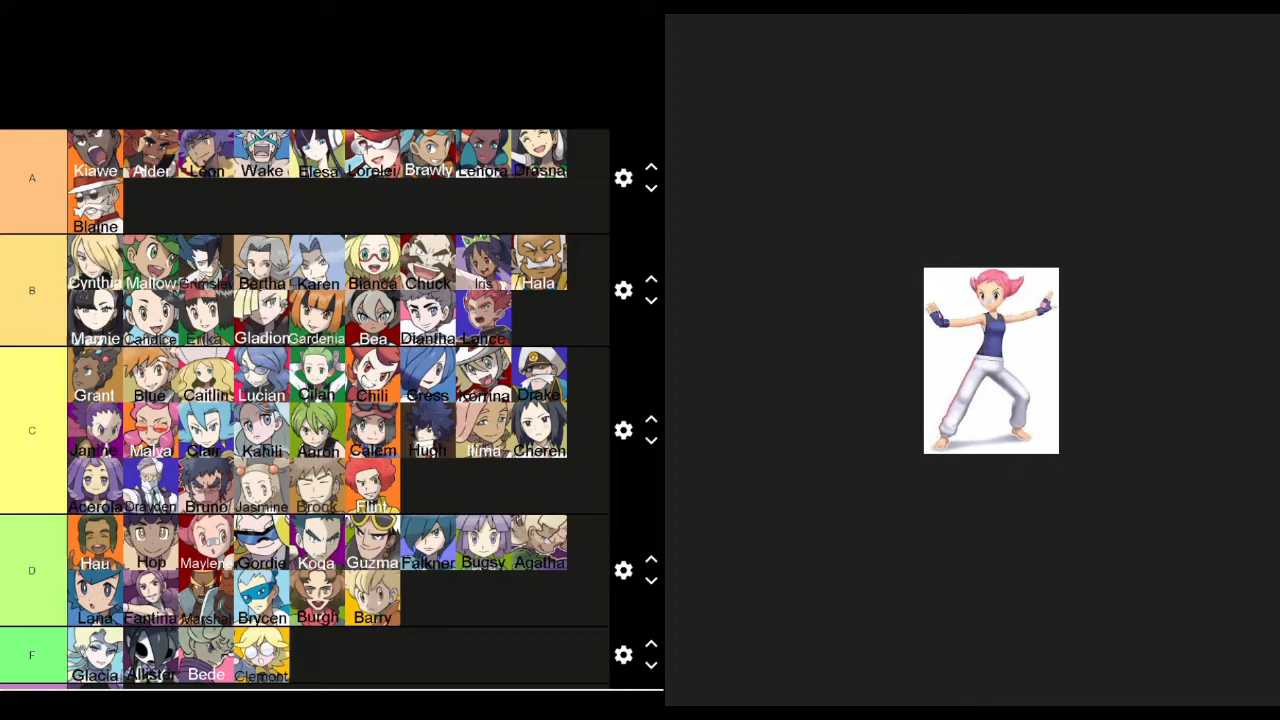 A
Kiawe Alder Leon Wake Elesa Lorelei Brawly Lenora Drasna
Blaine
B
Cynthia Mallow Grimsley Bertha Karen Bianca Chuck Iris Hala
Marnie Candice Erika Gladion Gardenia Bea Diantha Lance
C
Grant Blue Caitlin Lucian Cilan Chili Cress Korrina Drake
Janine Malva Clair Kahili Aaron Calem Hugh Ilima Cheren
Acerola Drayden Bruno Jasmine Brock Flint
D
Hau Hop Maylene Gordie Koga Guzma Falkner Bugsy Agatha
Lana Fantina Marshal Brycen Burgh Barry
F
Glacia Allister Bede Clemont